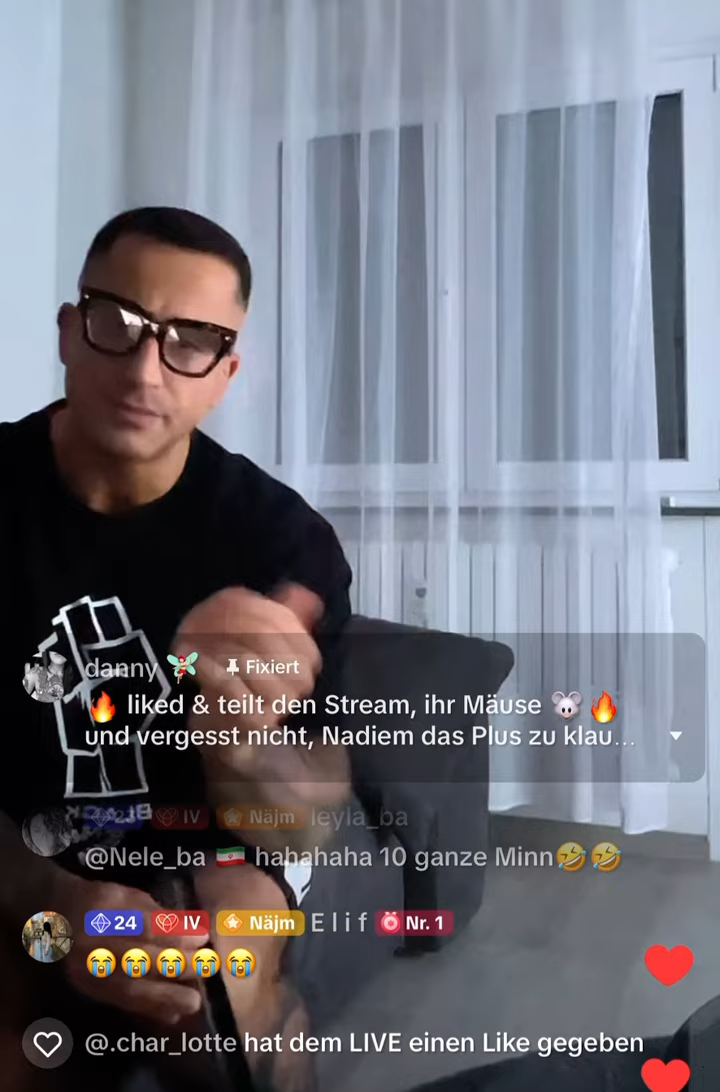 danny 🧚 Fixiert
🔥 liked & teilt den Stream, ihr Mäuse 🐭 🔥
und vergesst nicht, Nadiem das Plus zu klau...
23 IV Näjm leyla_ba
@Nele_ba 🇮🇷 hahahaha 10 ganze Minn🤣🤣
24 IV Näjm E l i f Nr. 1
😭😭😭😭😭
@.char_lotte hat dem LIVE einen Like gegeben